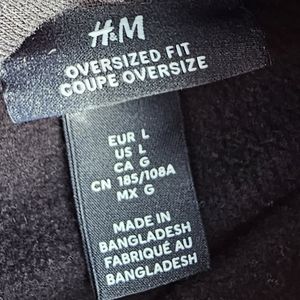 H&M
OVERSIZED FIT
COUPE OVERSIZE
EUR L
US L
CA G
CN 185/108A
MX G
MADE IN
BANGLADESH
FABRIQUÉ AU
BANGLADESH